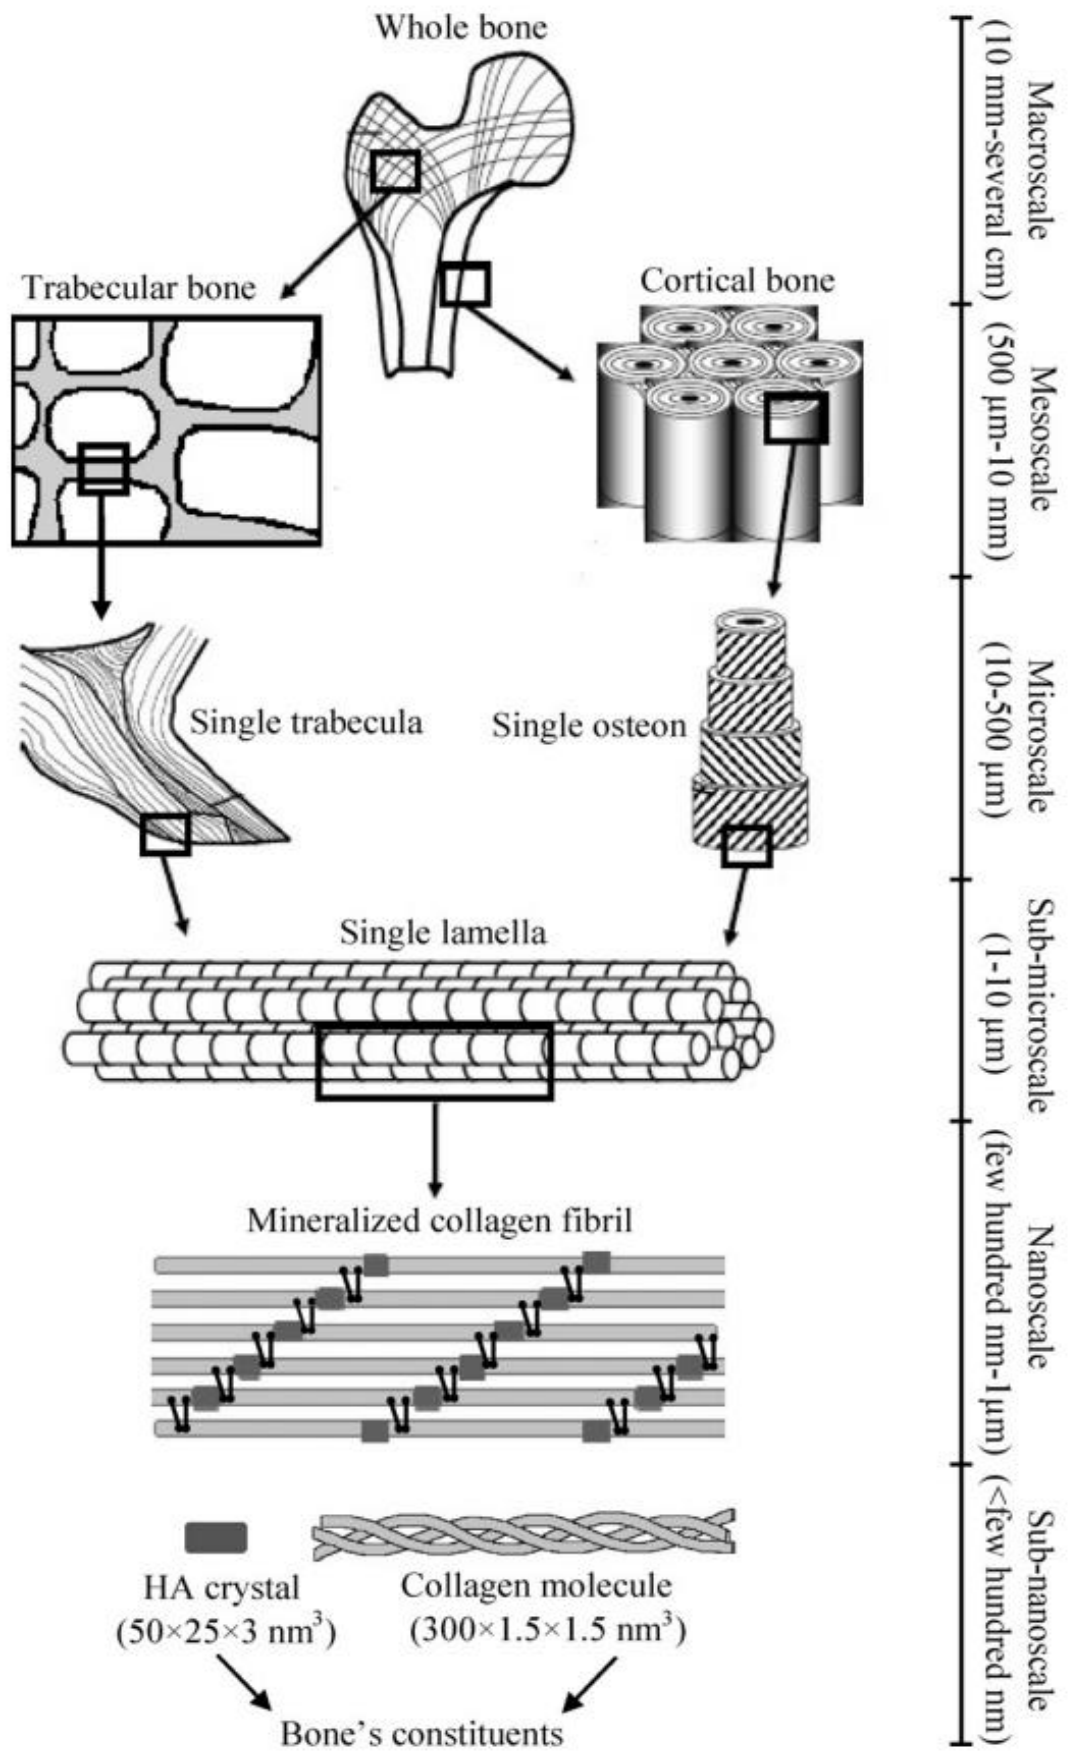 Whole bone
Trabecular bone
Cortical bone
Single trabecula
Single osteon
Single lamella
Mineralized collagen fibril
HA crystal
(50×25×3 nm³)
Collagen molecule
(300×1.5×1.5 nm³)
Bone’s constituents
Macroscale
(10 mm-several cm)
Mesoscale
(500 µm-10 mm)
Microscale
(10-500 µm)
Sub-microscale
(1-10 µm)
Nanoscale
(few hundred nm-1µm)
Sub-nanoscale
(<few hundred nm)